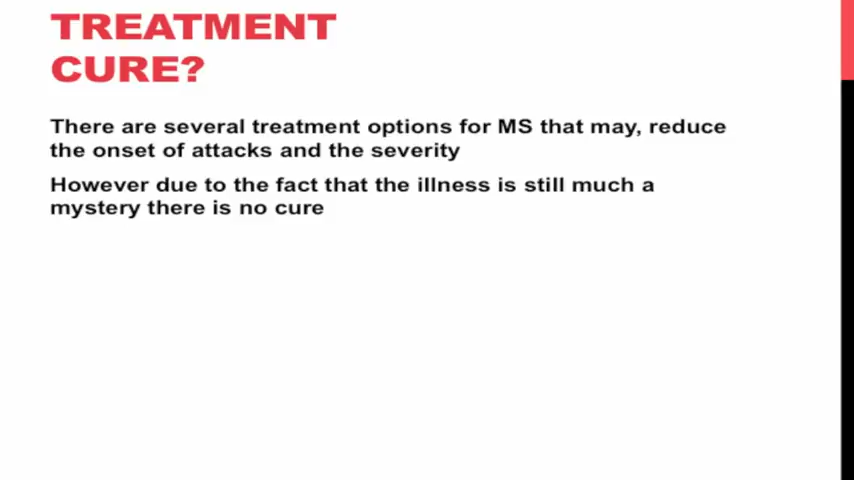 TREATMENT
CURE?
There are several treatment options for MS that may, reduce
the onset of attacks and the severity
However due to the fact that the illness is still much a
mystery there is no cure